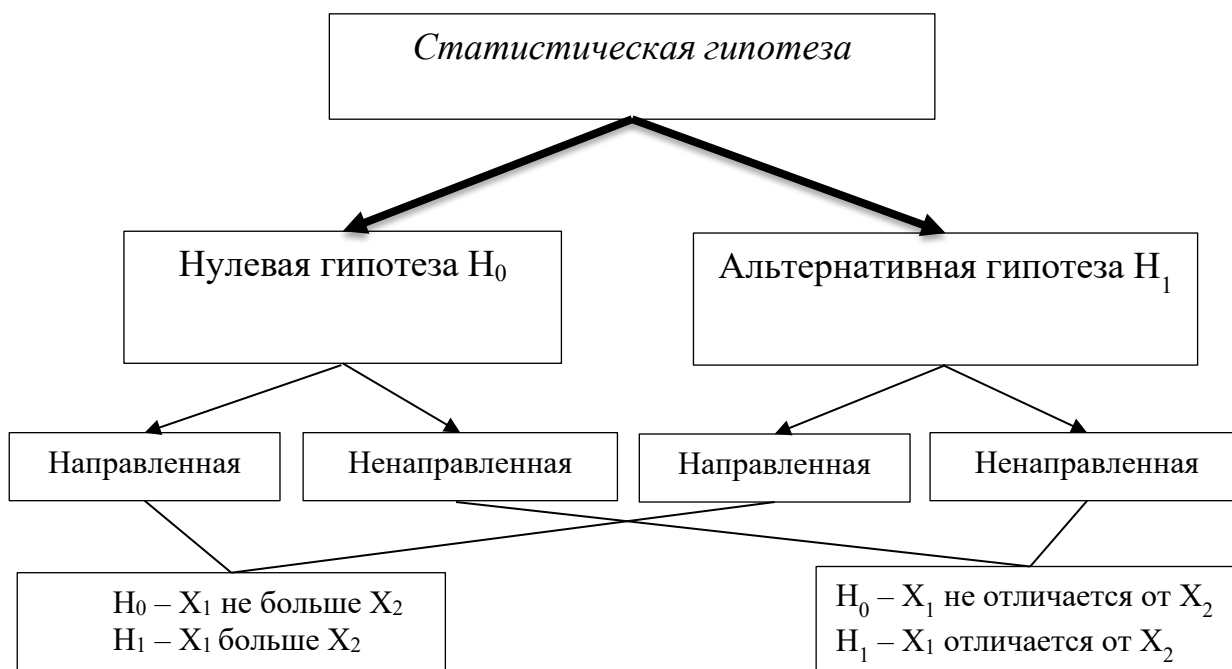 Статистическая гипотеза
Нулевая гипотеза H₀
Альтернативная гипотеза H₁
Направленная
Ненаправленная
Направленная
Ненаправленная
H₀ – X₁ не больше X₂
H₁ – X₁ больше X₂
H₀ – X₁ не отличается от X₂
H₁ – X₁ отличается от X₂